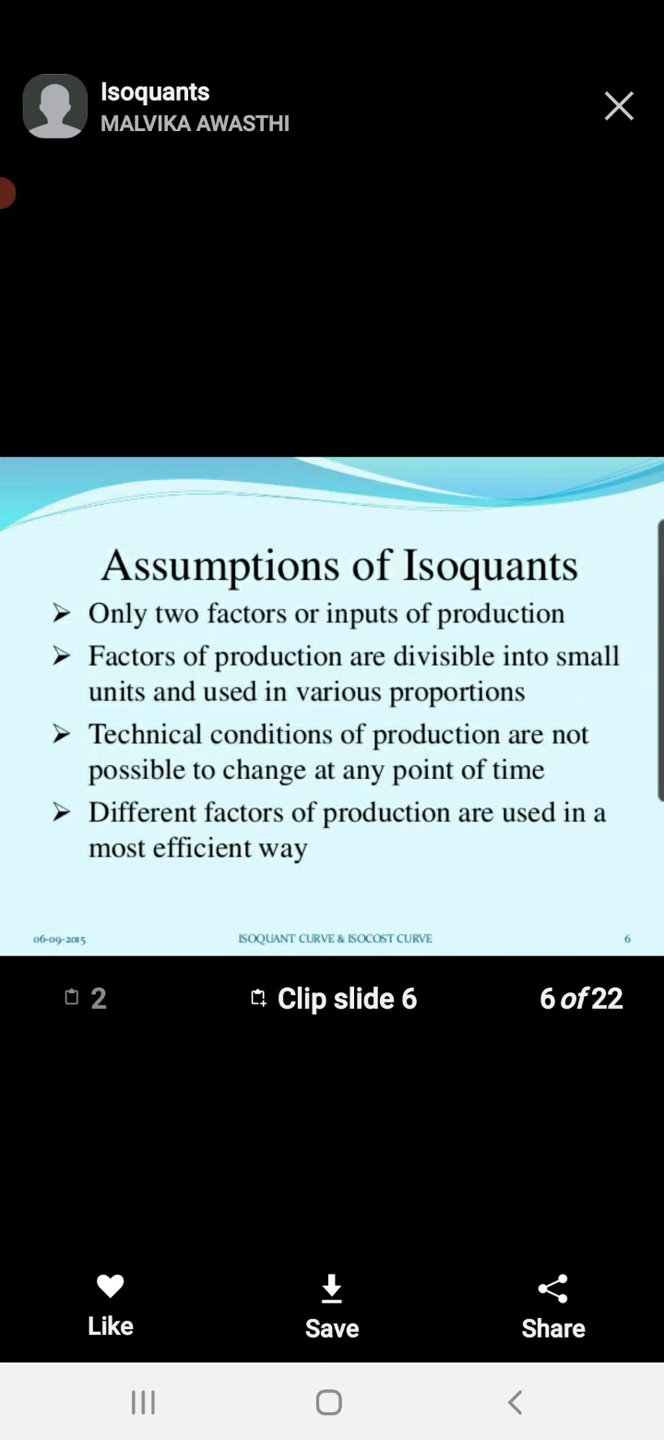 Isoquants
MALVIKA AWASTHI
Assumptions of Isoquants
➢ Only two factors or inputs of production
➢ Factors of production are divisible into small
units and used in various proportions
➢ Technical conditions of production are not
possible to change at any point of time
➢ Different factors of production are used in a
most efficient way
06-09-2015 ISOQUANT CURVE & ISOCOST CURVE 6
2 Clip slide 6 6 of 22
Like Save Share